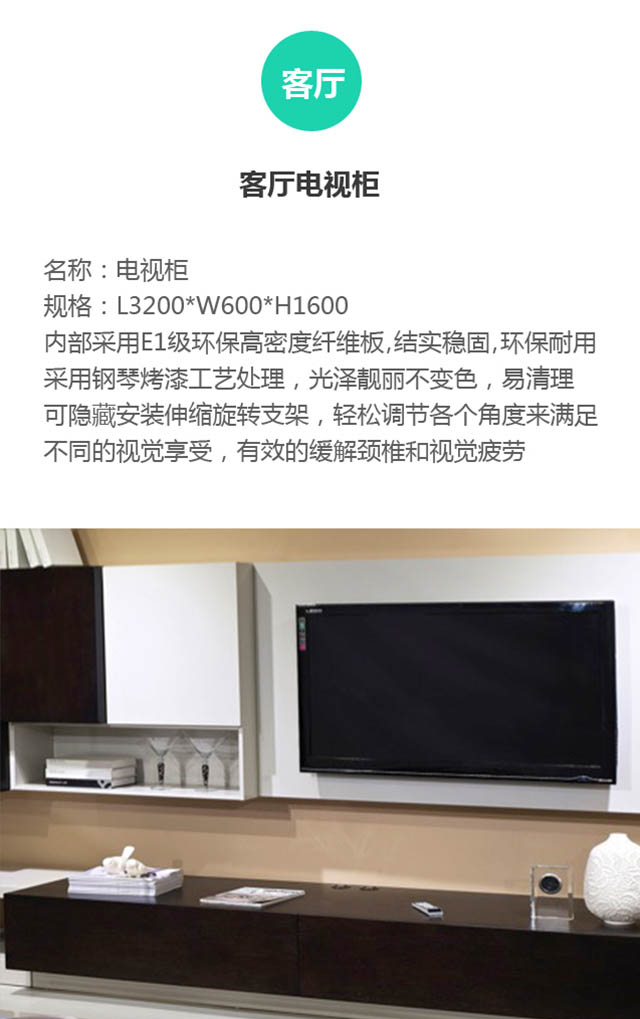 客厅
客厅电视柜
名称：电视柜
规格：L3200*W600*H1600
内部采用E1级环保高密度纤维板,结实稳固,环保耐用
采用钢琴烤漆工艺处理，光泽靓丽不变色，易清理
可隐藏安装伸缩旋转支架，轻松调节各个角度来满足
不同的视觉享受，有效的缓解颈椎和视觉疲劳